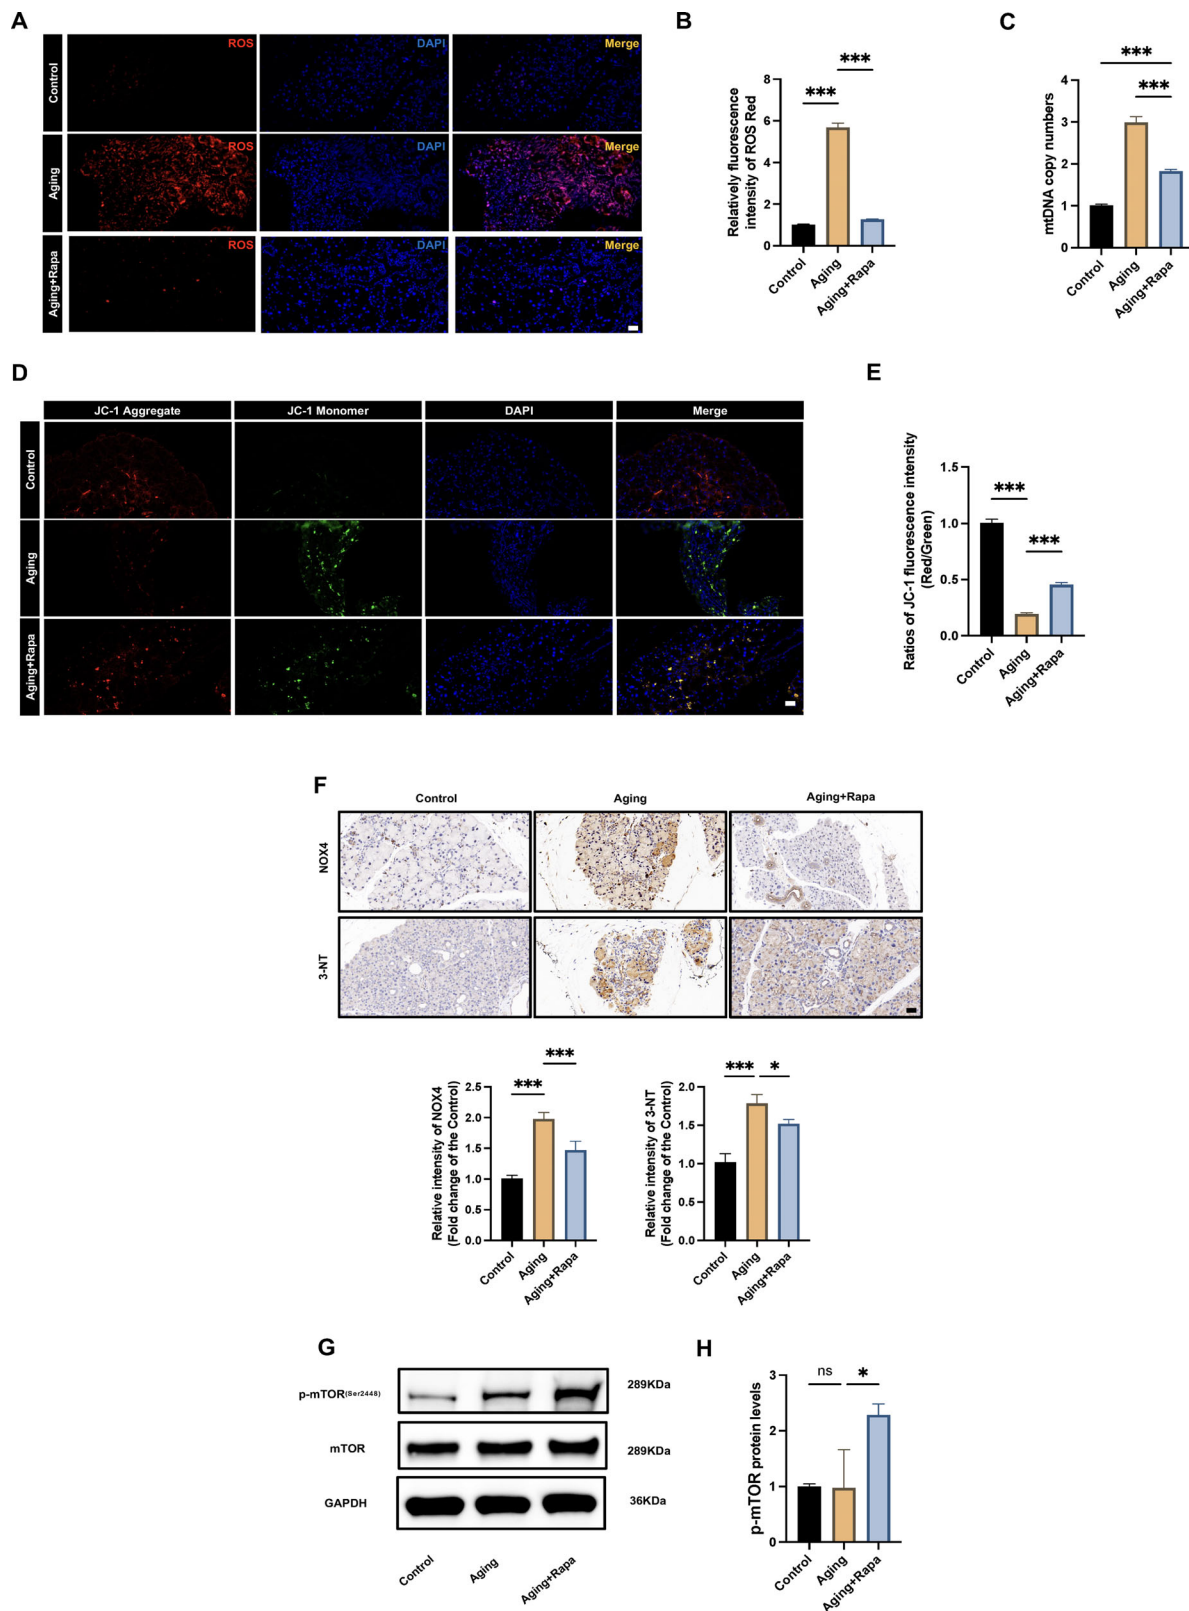 A
Control
Aging
Aging+Rapa
ROS
DAPI
Merge
ROS
DAPI
Merge
ROS
DAPI
Merge
B
Relatively fluorescence
intensity of ROS Red
8
6
4
2
0
***
***
Control
Aging
Aging+Rapa
C
mtDNA copy numbers
4
3
2
1
0
***
***
Control
Aging
Aging+Rapa
D
JC-1 Aggregate
JC-1 Monomer
DAPI
Merge
Control
Aging
Aging+Rapa
E
Ratios of JC-1 fluorescence intensity
(Red/Green)
1.5
1.0
0.5
0.0
***
***
Control
Aging
Aging+Rapa
F
Control
Aging
Aging+Rapa
NOX4
3-NT
Relative intensity of NOX4
(Fold change of the Control)
2.5
2.0
1.5
1.0
0.5
0.0
***
***
Control
Aging
Aging+Rapa
Relative intensity of 3-NT
(Fold change of the Control)
2.0
1.5
1.0
0.5
0.0
***
*
Control
Aging
Aging+Rapa
G
p-mTOR(Ser2448)
289KDa
mTOR
289KDa
GAPDH
36KDa
Control
Aging
Aging+Rapa
H
p-mTOR protein levels
3
2
1
0
ns
*
Control
Aging
Aging+Rapa